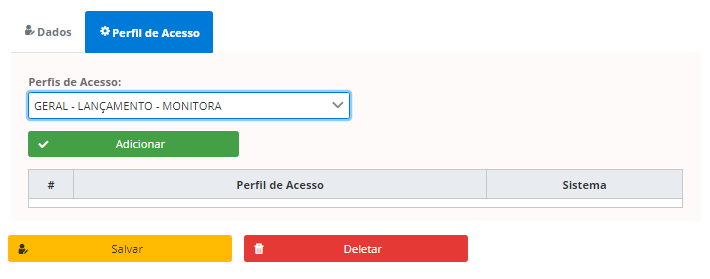 Dados Perfil de Acesso
Perfis de Acesso:
GERAL - LANÇAMENTO - MONITORA
Adicionar
# Perfil de Acesso Sistema
Salvar Deletar